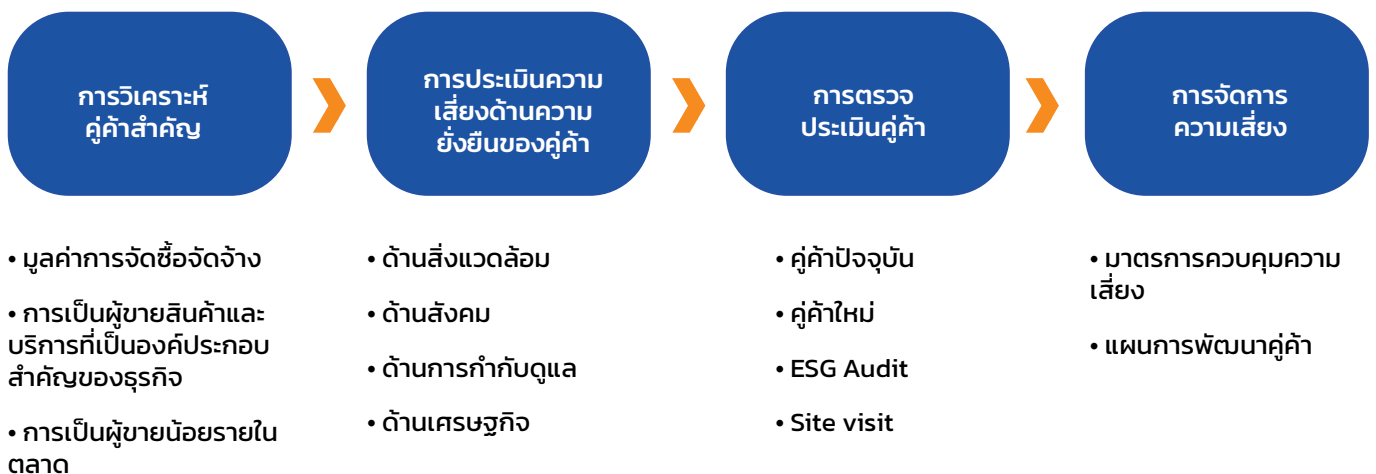 การวิเคราะห์
คู่ค้าสำคัญ
การประเมินความ
เสี่ยงด้านความ
ยั่งยืนของคู่ค้า
การตรวจ
ประเมินคู่ค้า
การจัดการ
ความเสี่ยง
• มูลค่าการจัดซื้อจัดจ้าง
• การเป็นผู้ขายสินค้าและ
บริการที่เป็นองค์ประกอบ
สำคัญของธุรกิจ
• การเป็นผู้ขายน้อยรายใน
ตลาด
• ด้านสิ่งแวดล้อม
• ด้านสังคม
• ด้านการกำกับดูแล
• ด้านเศรษฐกิจ
• คู่ค้าปัจจุบัน
• คู่ค้าใหม่
• ESG Audit
• Site visit
• มาตรการควบคุมความ
เสี่ยง
• แผนการพัฒนาคู่ค้า